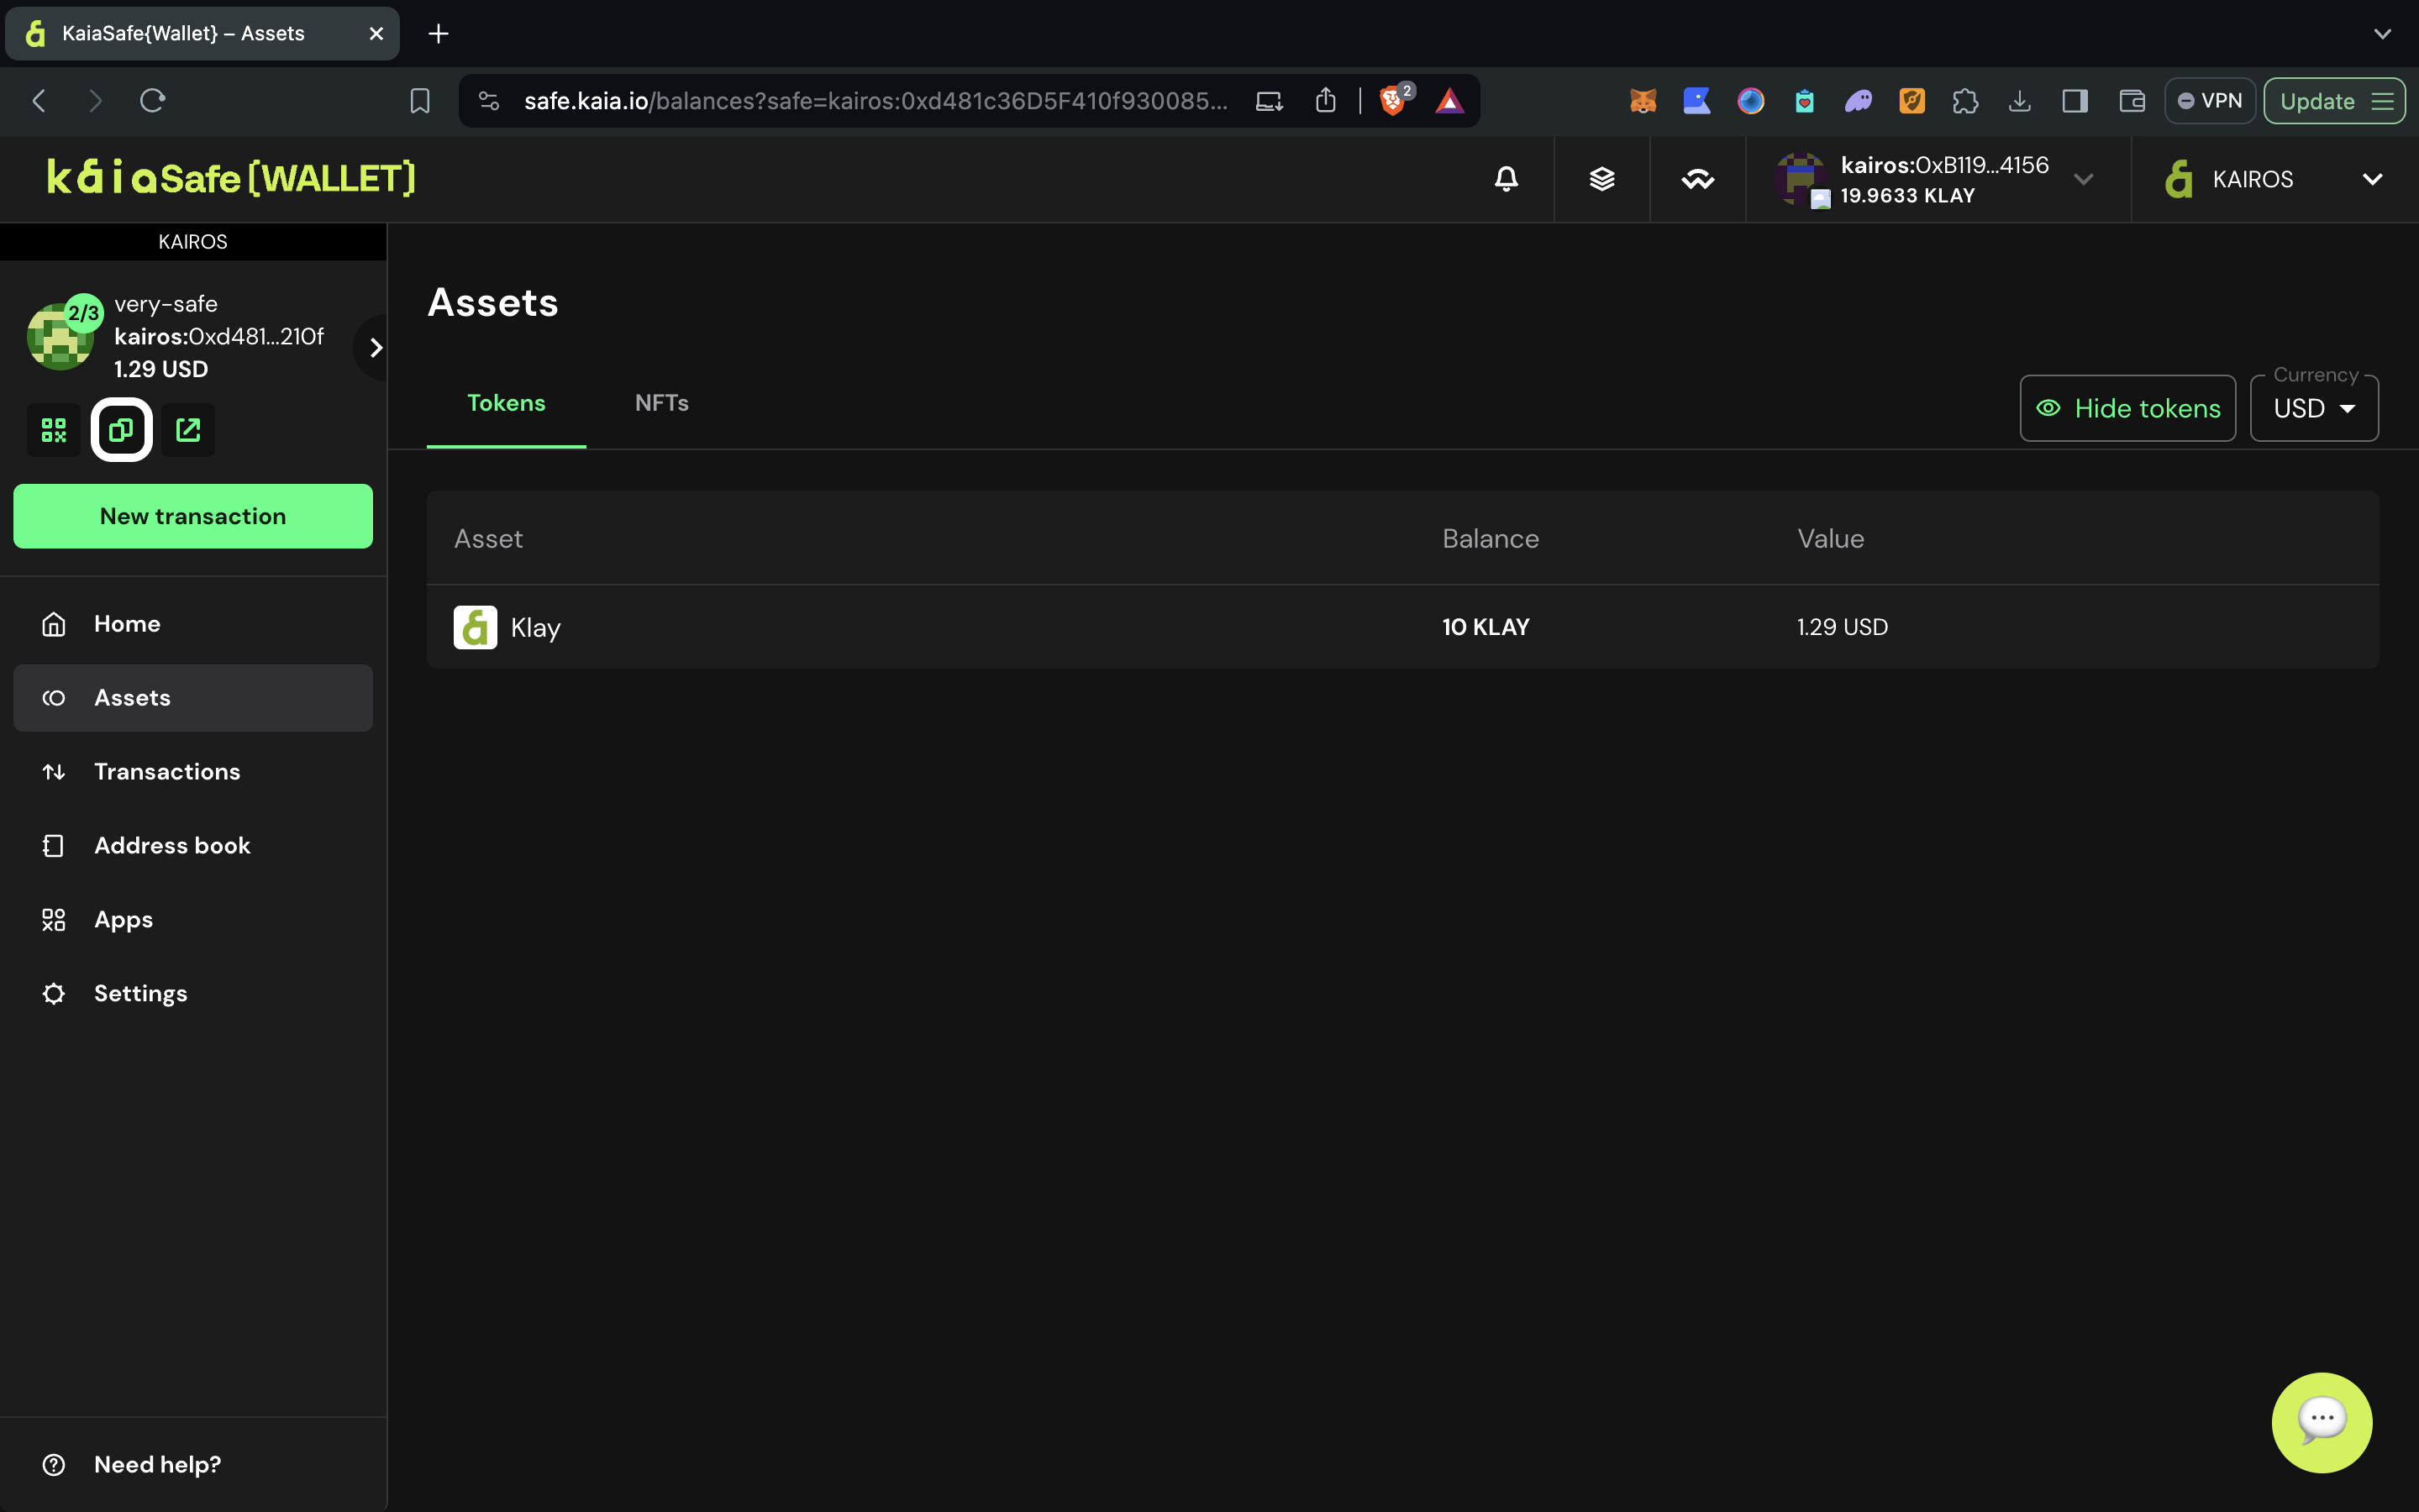 KaiaSafe{Wallet} – Assets
safe.kaia.io/balances?safe=kairos:0xd481c36D5F410f930085...
2
VPN
Update
kaiaSafe[WALLET]
kairos:0xB119...4156
19.9633 KLAY
KAIROS
KAIROS
2/3
very-safe
kairos:0xd481...210f
1.29 USD
New transaction
Home
Assets
Transactions
Address book
Apps
Settings
Need help?
Assets
Tokens
NFTs
Hide tokens
Currency
USD
Asset
Balance
Value
Klay
10 KLAY
1.29 USD